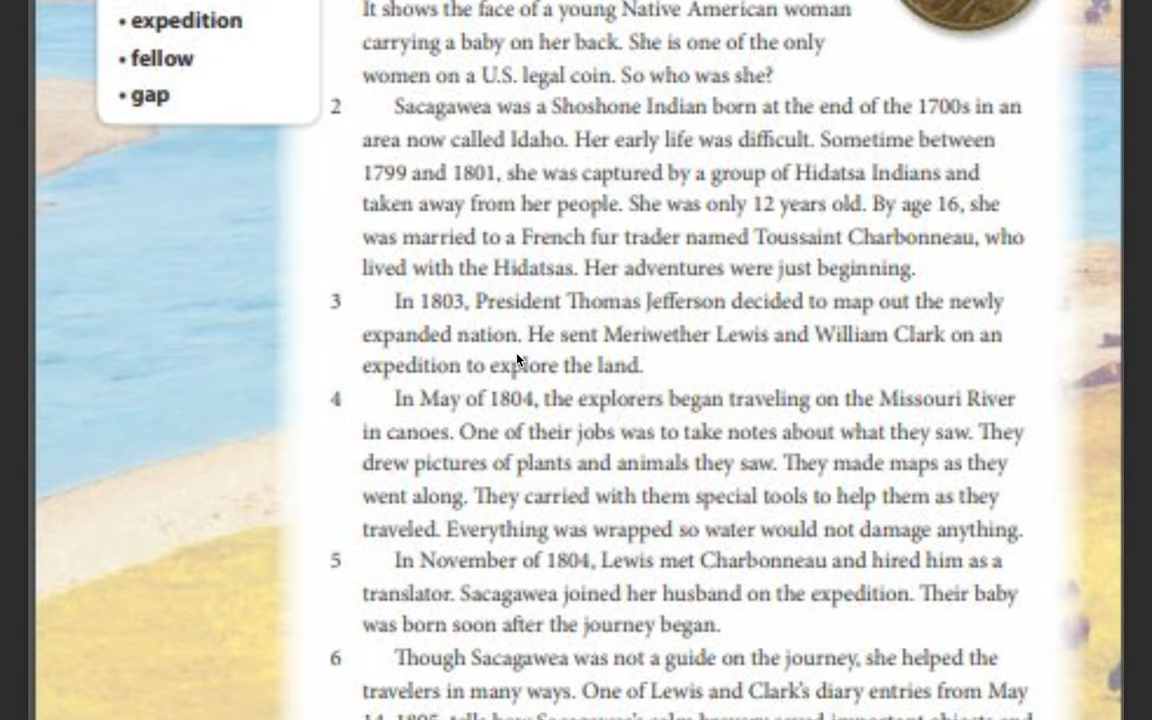 • expedition
• fellow
• gap
It shows the face of a young Native American woman
carrying a baby on her back. She is one of the only
women on a U.S. legal coin. So who was she?
2 Sacagawea was a Shoshone Indian born at the end of the 1700s in an
area now called Idaho. Her early life was difficult. Sometime between
1799 and 1801, she was captured by a group of Hidatsa Indians and
taken away from her people. She was only 12 years old. By age 16, she
was married to a French fur trader named Toussaint Charbonneau, who
lived with the Hidatsas. Her adventures were just beginning.
3 In 1803, President Thomas Jefferson decided to map out the newly
expanded nation. He sent Meriwether Lewis and William Clark on an
expedition to explore the land.
4 In May of 1804, the explorers began traveling on the Missouri River
in canoes. One of their jobs was to take notes about what they saw. They
drew pictures of plants and animals they saw. They made maps as they
went along. They carried with them special tools to help them as they
traveled. Everything was wrapped so water would not damage anything.
5 In November of 1804, Lewis met Charbonneau and hired him as a
translator. Sacagawea joined her husband on the expedition. Their baby
was born soon after the journey began.
6 Though Sacagawea was not a guide on the journey, she helped the
travelers in many ways. One of Lewis and Clark's diary entries from May
14, 1805, tells how Sacagawea's calm bravery saved important objects and